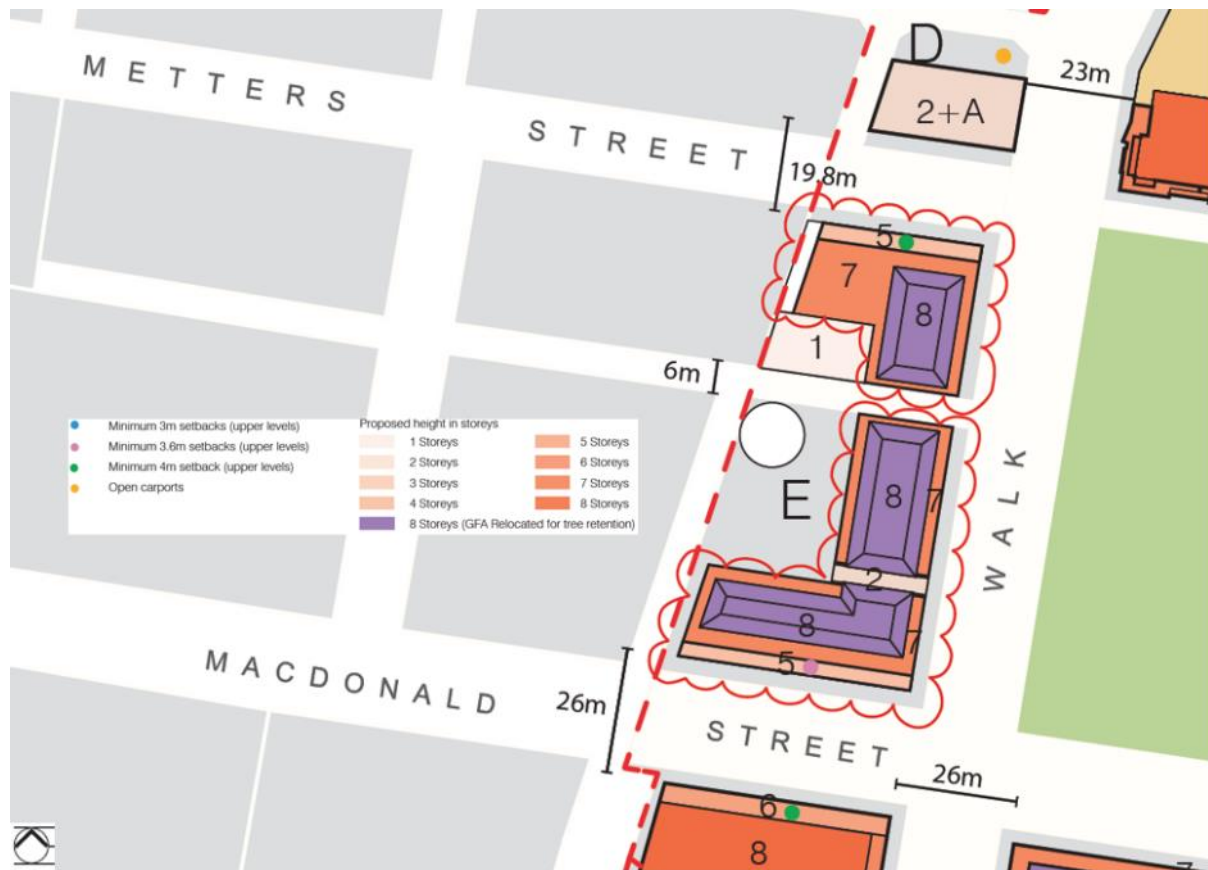 D
23m
METTERS STREET
2+A
19.8m
5
7
8
1
6m
Minimum 3m setbacks (upper levels)
Minimum 3.6m setbacks (upper levels)
Minimum 4m setback (upper levels)
Open carports
Proposed height in storeys
1 Storeys
2 Storeys
3 Storeys
4 Storeys
5 Storeys
6 Storeys
7 Storeys
8 Storeys
8 Storeys (GFA Relocated for tree retention)
E
8
7
WALK
2
8
7
5
MACDONALD STREET
26m
26m
6
8
7